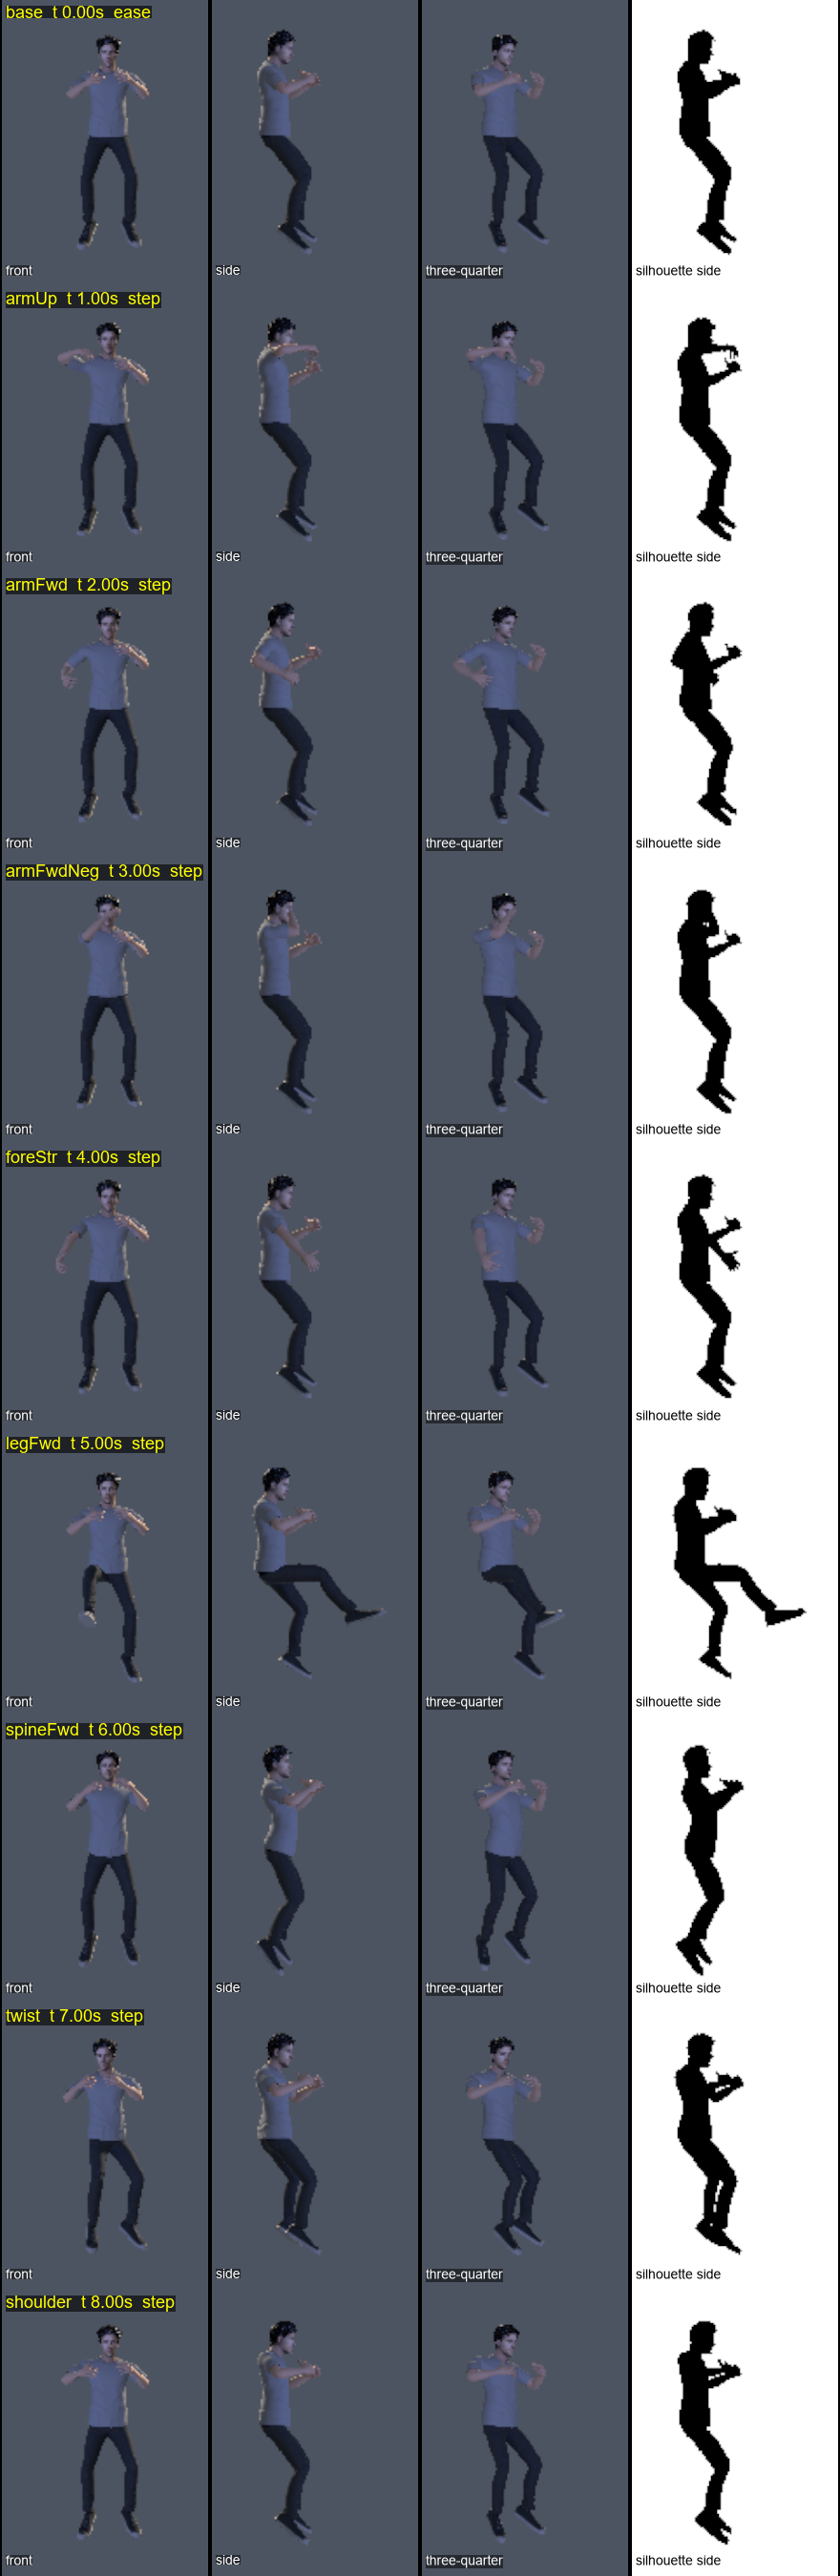 base t 0.00s ease
front
side
three-quarter
silhouette side
armUp t 1.00s step
front
side
three-quarter
silhouette side
armFwd t 2.00s step
front
side
three-quarter
silhouette side
armFwdNeg t 3.00s step
front
side
three-quarter
silhouette side
foreStr t 4.00s step
front
side
three-quarter
silhouette side
legFwd t 5.00s step
front
side
three-quarter
silhouette side
spineFwd t 6.00s step
front
side
three-quarter
silhouette side
twist t 7.00s step
front
side
three-quarter
silhouette side
shoulder t 8.00s step
front
side
three-quarter
silhouette side